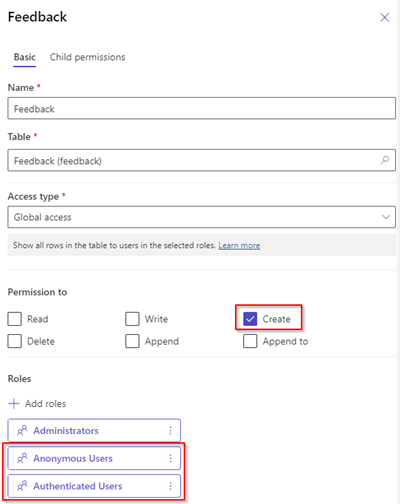 Feedback
Basic Child permissions
Name *
Feedback
Table *
Feedback (feedback)
Access type *
Global access
Show all rows in the table to users in the selected roles. Learn more
Permission to
Read Write Create
Delete Append Append to
Roles
Add roles
Administrators
Anonymous Users
Authenticated Users